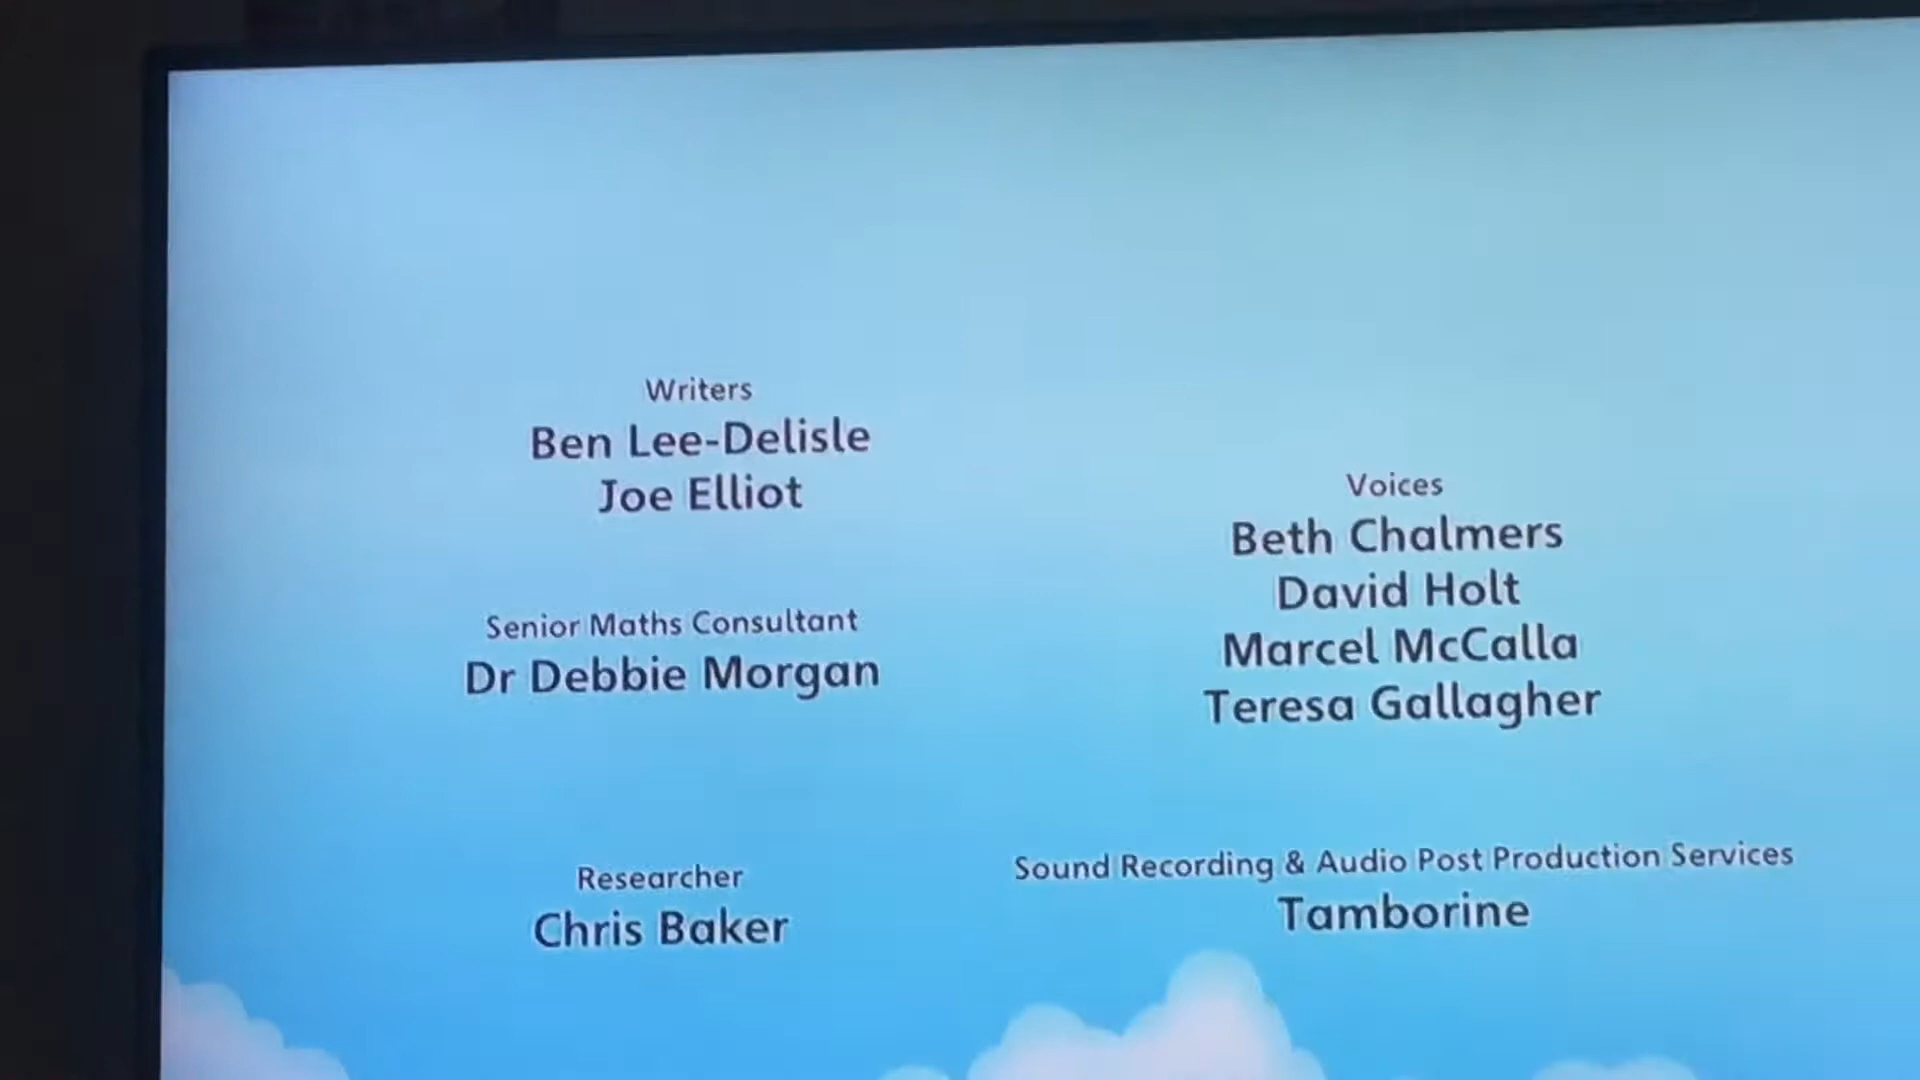 Writers
Ben Lee-Delisle
Joe Elliot
Senior Maths Consultant
Dr Debbie Morgan
Researcher
Chris Baker
Voices
Beth Chalmers
David Holt
Marcel McCalla
Teresa Gallagher
Sound Recording & Audio Post Production Services
Tamborine